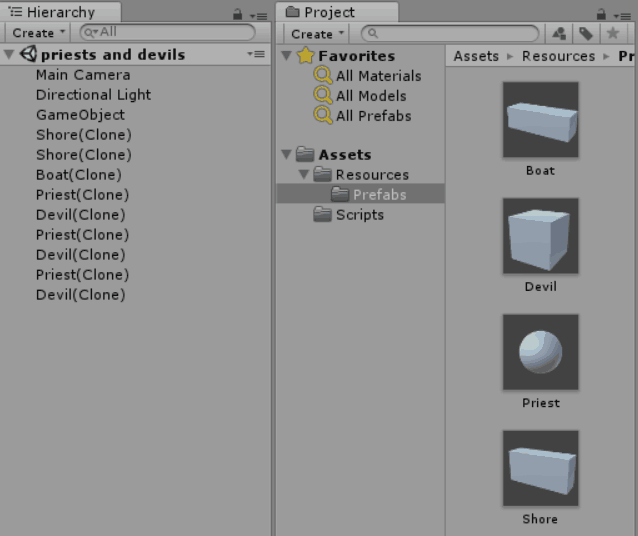 Hierarchy
Create
All
priests and devils
Main Camera
Directional Light
GameObject
Shore(Clone)
Shore(Clone)
Boat(Clone)
Priest(Clone)
Devil(Clone)
Priest(Clone)
Devil(Clone)
Priest(Clone)
Devil(Clone)
Project
Create
Favorites
All Materials
All Models
All Prefabs
Assets
Resources
Prefabs
Scripts
Assets Resources Pr
Boat
Devil
Priest
Shore